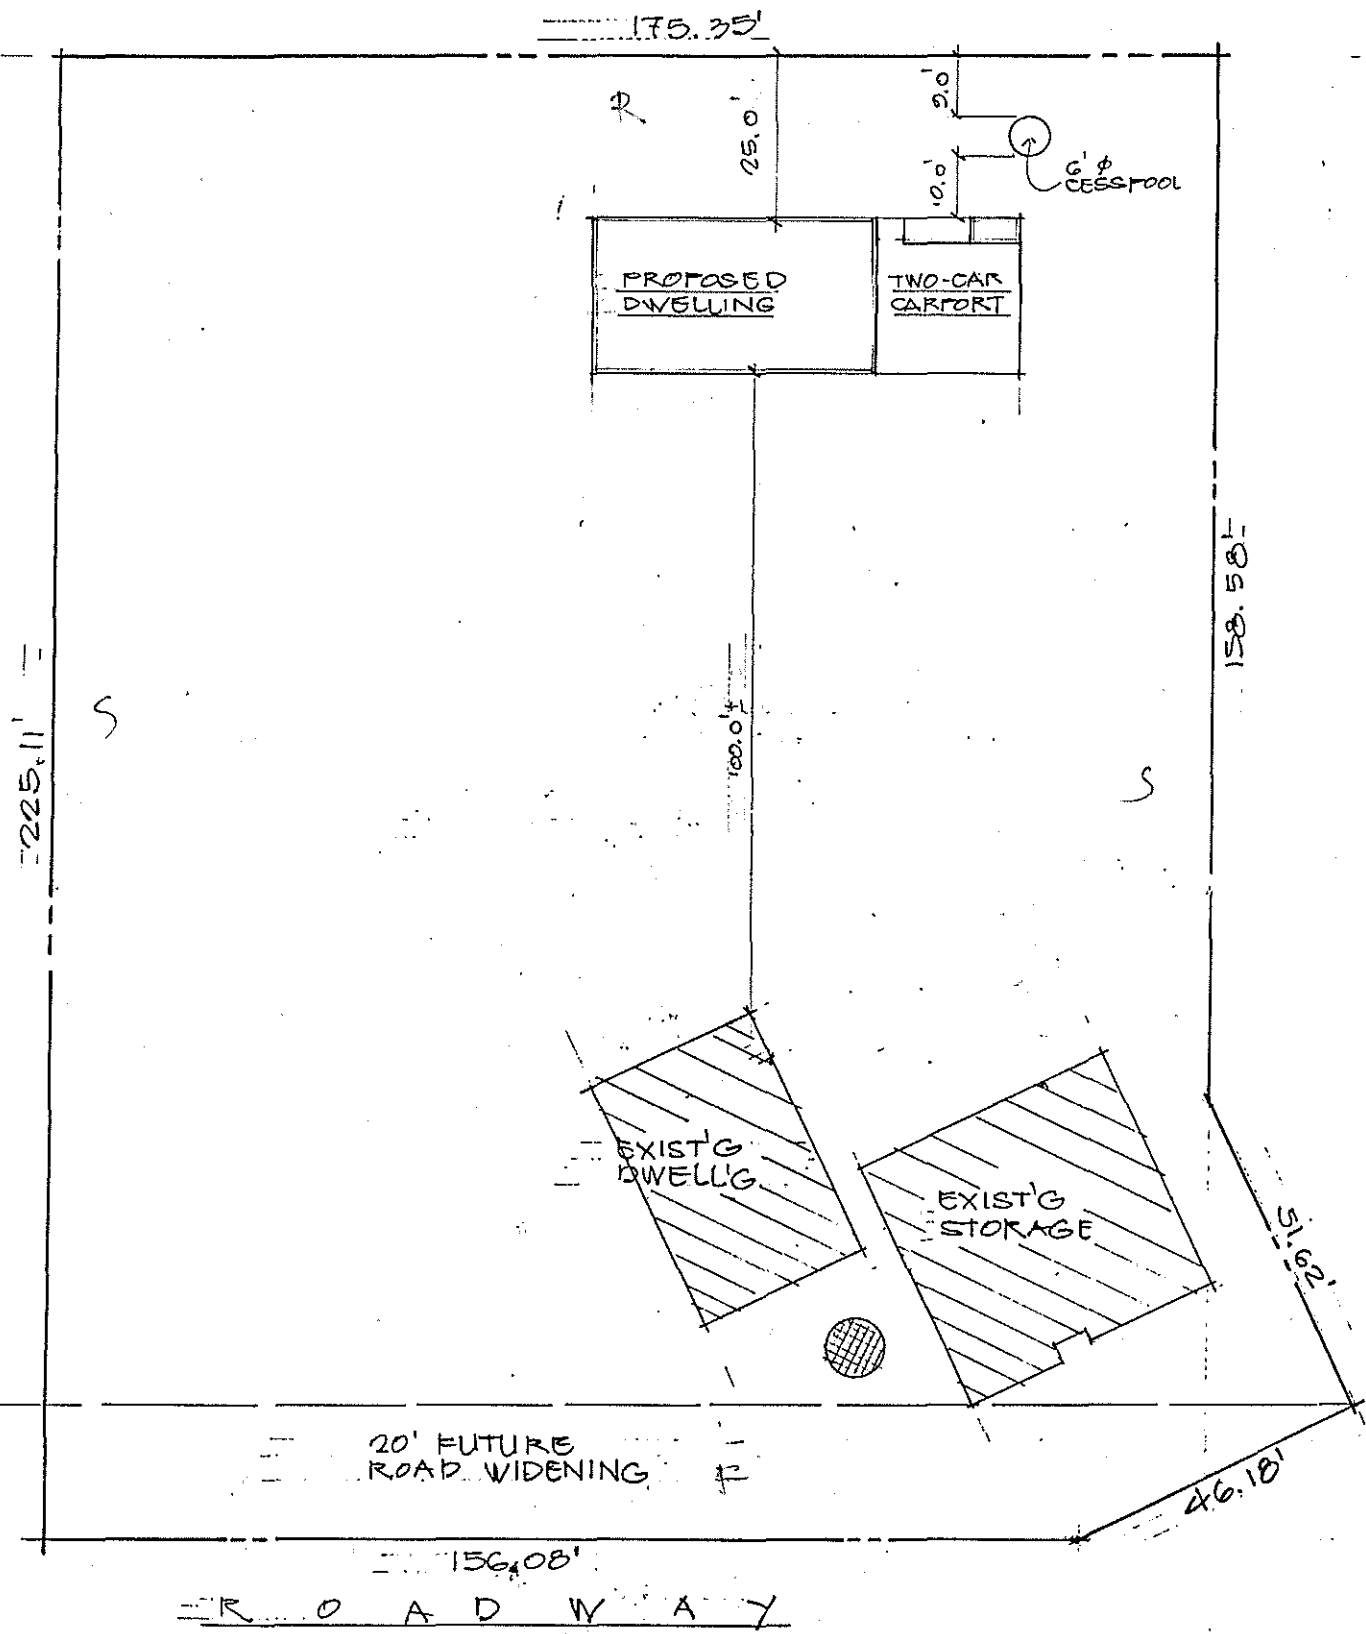 175.35'
R
25.0'
9.0'
10.0'
6' φ
CESSPOOL
PROPOSED
DWELLING
TWO-CAR
CARPORT
158.58'
225.11'
S
100.0'±
S
EXIST'G
DWELL'G
EXIST'G
STORAGE
51.62'
20' FUTURE
ROAD WIDENING
F
46.18'
156.08'
ROADWAY